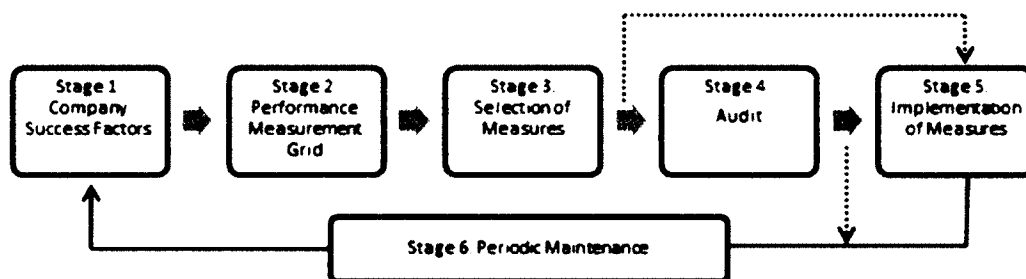 Stage 1
Company
Success Factors
Stage 2
Performance
Measurement
Grid
Stage 3.
Selection of
Measures
Stage 4
Audit
Stage 5.
Implementation
of Measures
Stage 6. Periodic Maintenance